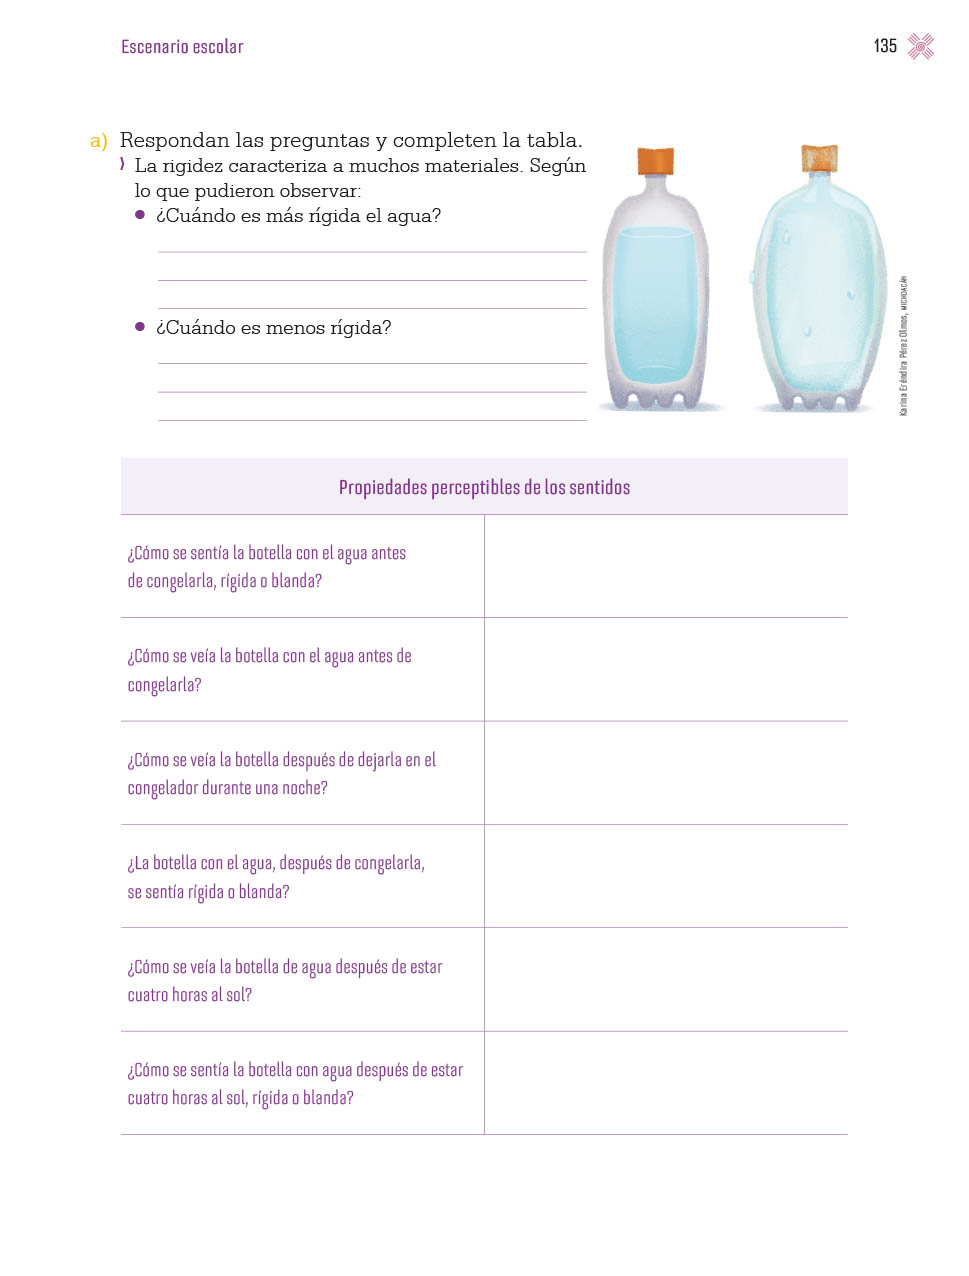 Escenario escolar
135
a) Respondan las preguntas y completen la tabla.
⟩ La rigidez caracteriza a muchos materiales. Según
lo que pudieron observar:
● ¿Cuándo es más rígida el agua?
● ¿Cuándo es menos rígida?
Karina Eréndira Pérez Olmos, MICHOACÁN
Propiedades perceptibles de los sentidos
¿Cómo se sentía la botella con el agua antes
de congelarla, rígida o blanda?
¿Cómo se veía la botella con el agua antes de
congelarla?
¿Cómo se veía la botella después de dejarla en el
congelador durante una noche?
¿La botella con el agua, después de congelarla,
se sentía rígida o blanda?
¿Cómo se veía la botella de agua después de estar
cuatro horas al sol?
¿Cómo se sentía la botella con agua después de estar
cuatro horas al sol, rígida o blanda?